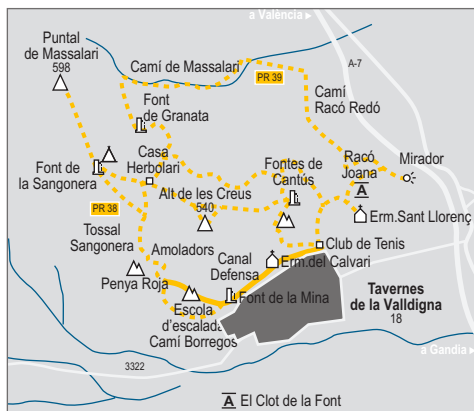 a València
Puntal
de Massalari
598
Camí de Massalari
A-7
PR 39
Camí
Racó Redó
Font
de Granata
Casa
Herbolari
Fontes de
Cantús
Racó
Joana
Mirador
Font de
la Sangonera
Alt de les Creus
540
A
Erm.Sant Llorenç
PR 38
Tossal
Sangonera
Amoladors
Canal
Defensa
Club de Tenis
Erm.del Calvari
Penya Roja
Font de la Mina
Tavernes
de la Valldigna
18
Escola
d'escalada
Camí Borregos
a Gandia
3322
A El Clot de la Font